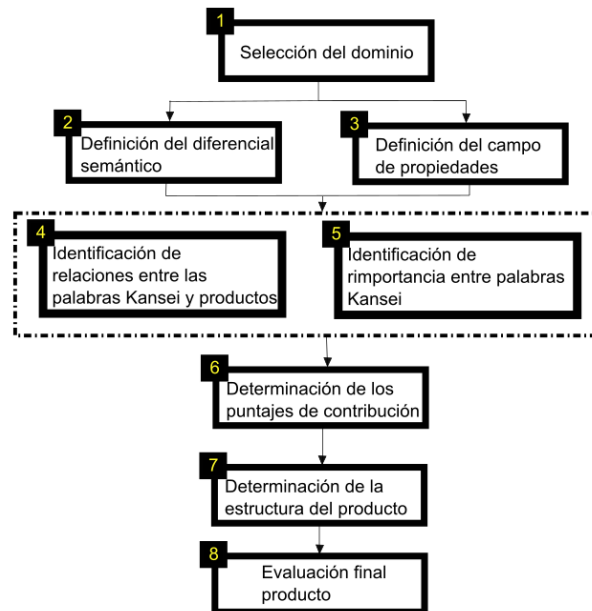 1
Selección del dominio
2
Definición del diferencial
semántico
3
Definición del campo
de propiedades
4
Identificación de
relaciones entre las
palabras Kansei y productos
5
Identificación de
rimportancia entre palabras
Kansei
6
Determinación de los
puntajes de contribución
7
Determinación de la
estructura del producto
8
Evaluación final
producto